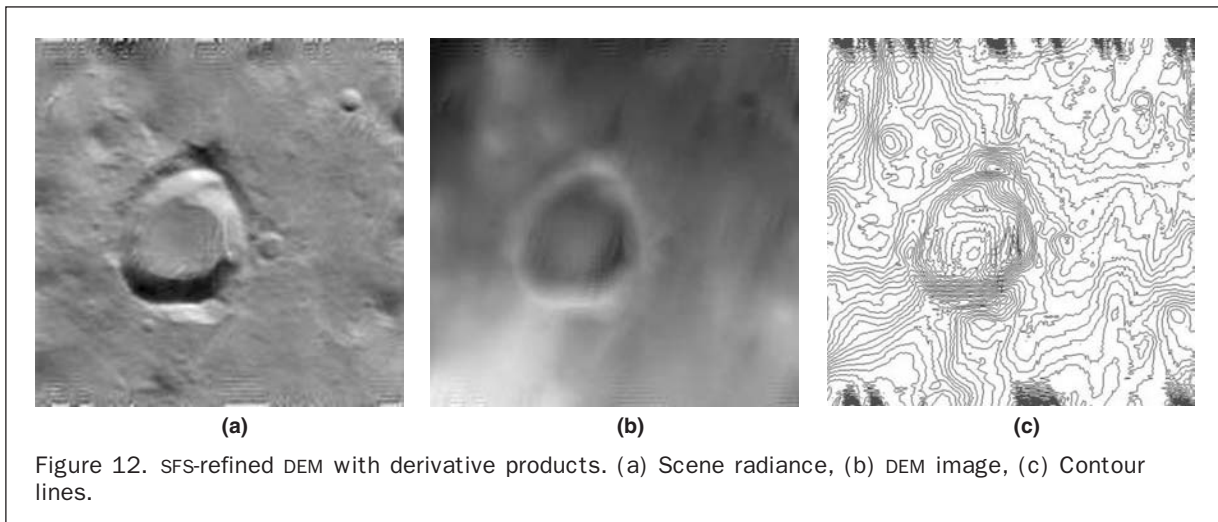 (a) (b) (c)
Figure 12. SFS-refined DEM with derivative products. (a) Scene radiance, (b) DEM image, (c) Contour
lines.